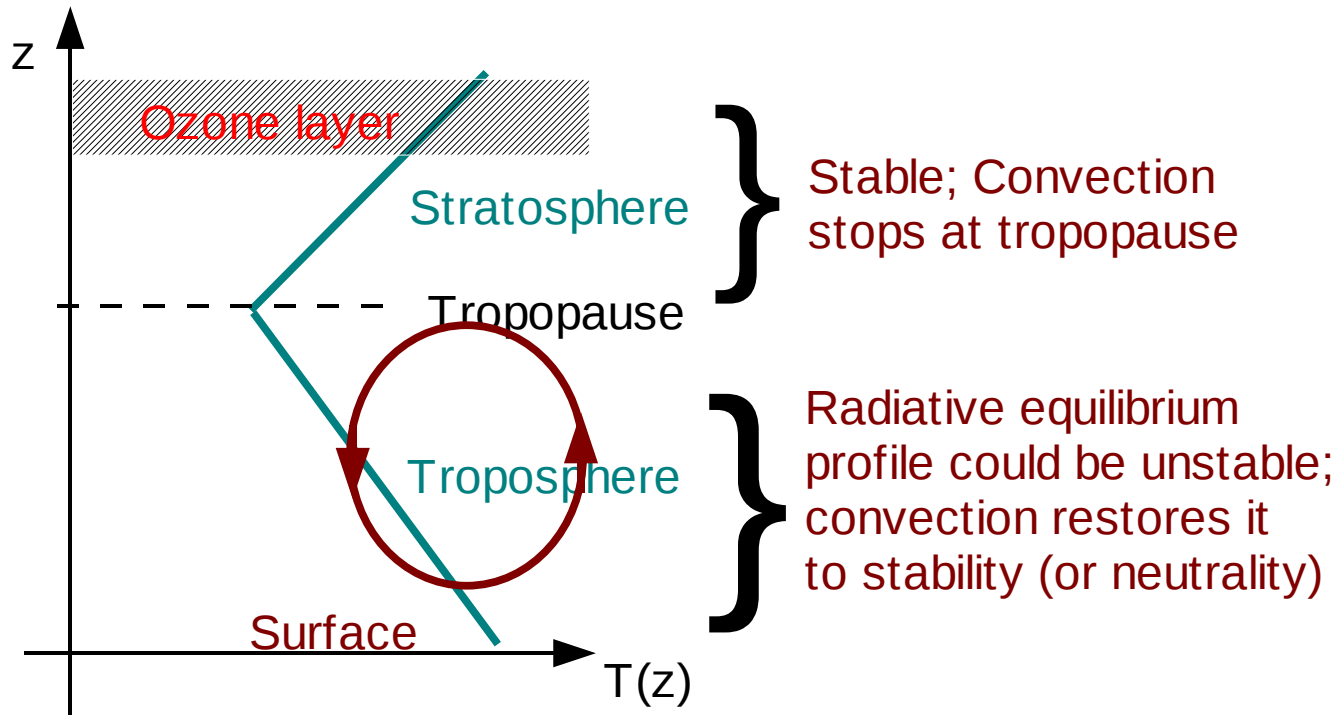 z
Ozone layer
Stratosphere
Stable; Convection
stops at tropopause
Tropopause
Troposphere
Radiative equilibrium
profile could be unstable;
convection restores it
to stability (or neutrality)
Surface
T(z)